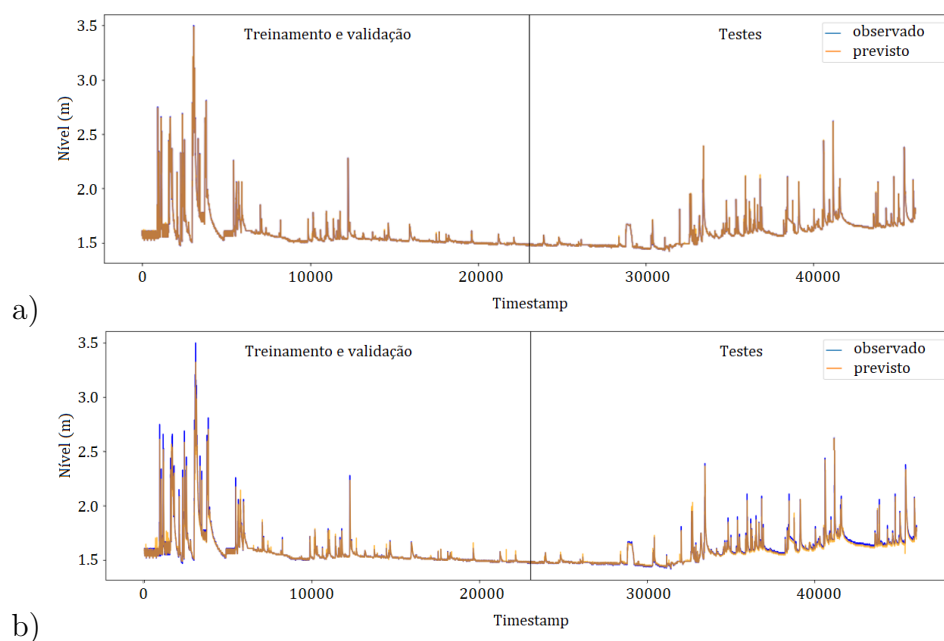 Treinamento e validação
Testes
observado
previsto
3.5
3.0
2.5
2.0
1.5
Nível (m)
0
10000
20000
30000
40000
Timestamp
a)
Treinamento e validação
Testes
observado
previsto
3.5
3.0
2.5
2.0
1.5
Nível (m)
0
10000
20000
30000
40000
Timestamp
b)